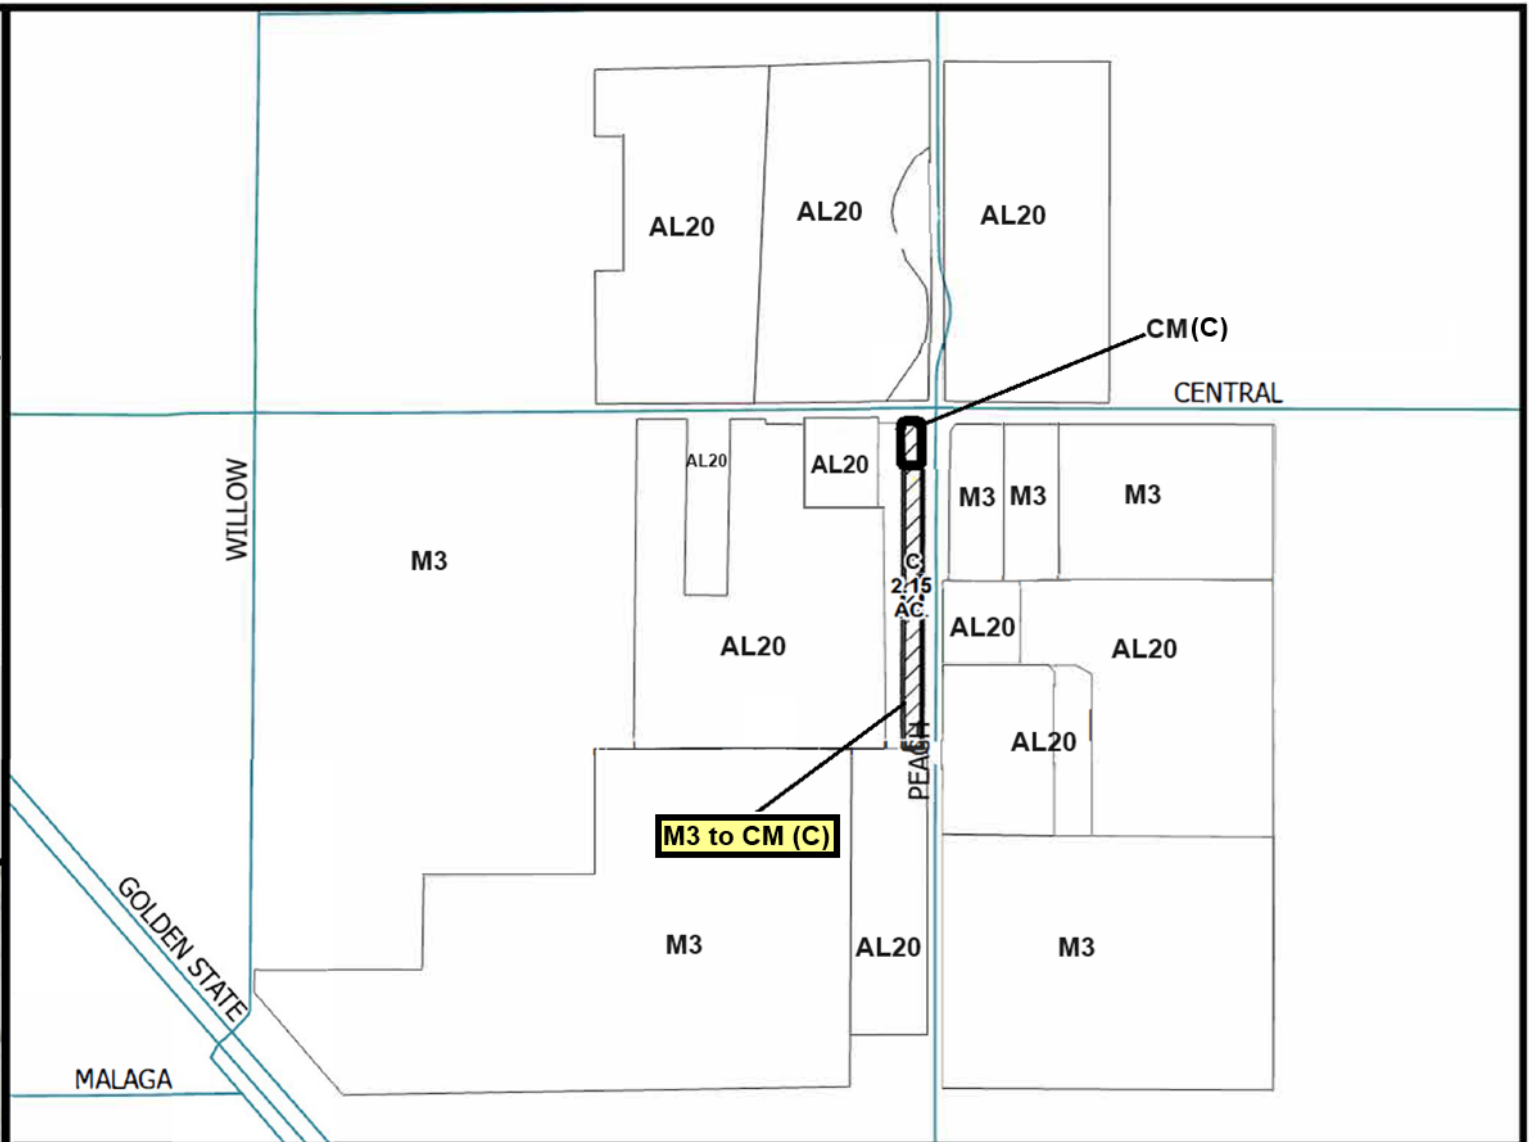 AL20
AL20
AL20
CM(C)
CENTRAL
WILLOW
AL20
AL20
M3
M3
M3
M3
C
2.15
AC.
AL20
AL20
AL20
AL20
PEACH
M3 to CM (C)
GOLDEN STATE
M3
AL20
M3
MALAGA